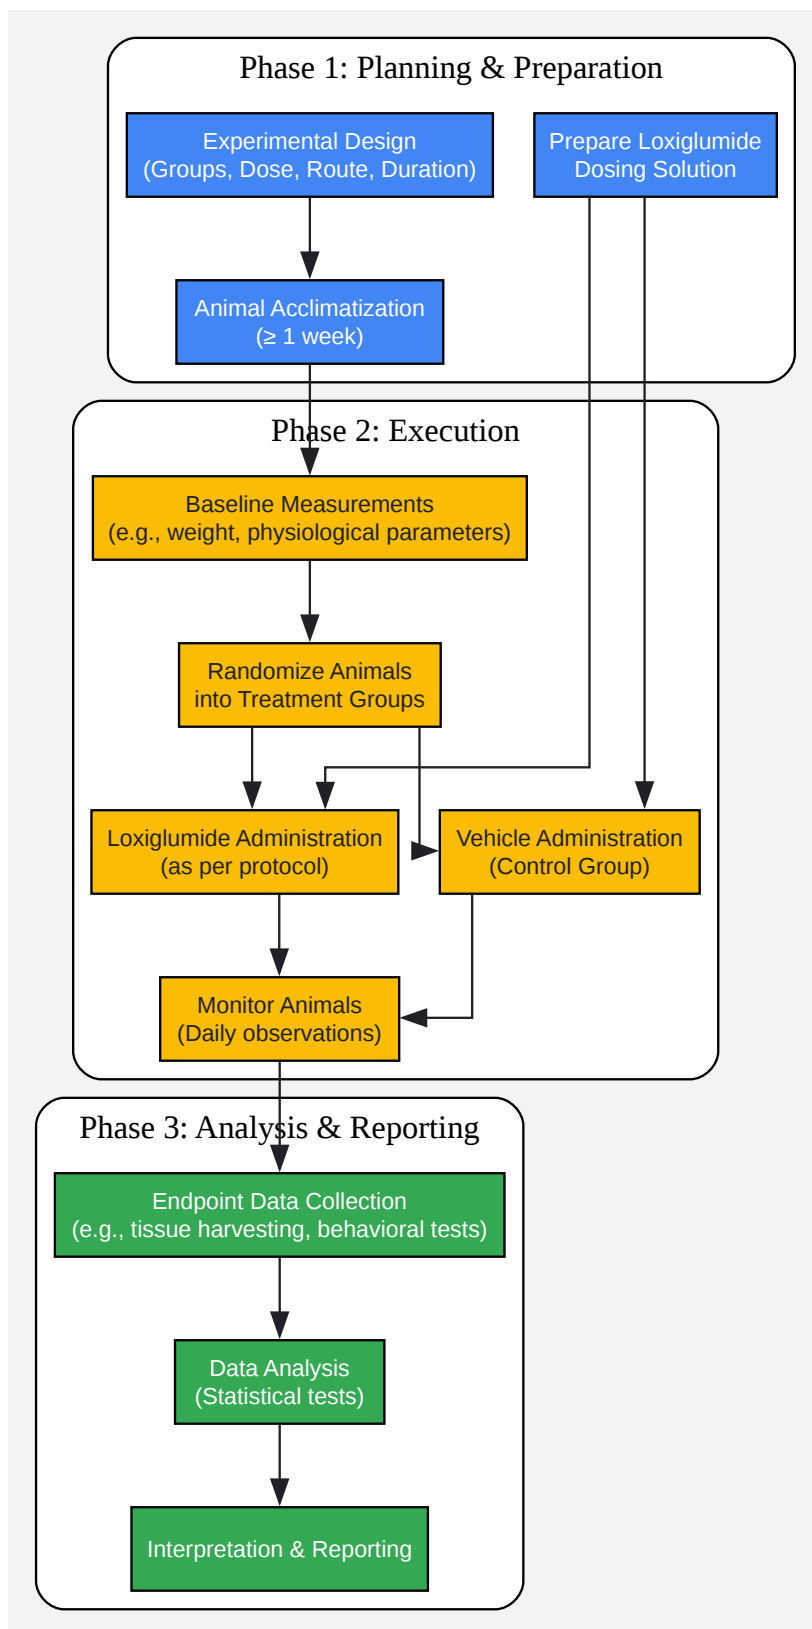 Phase 1: Planning & Preparation
Experimental Design
(Groups, Dose, Route, Duration)
Prepare Loxiglumide
Dosing Solution
Animal Acclimatization
(≥ 1 week)
Phase 2: Execution
Baseline Measurements
(e.g., weight, physiological parameters)
Randomize Animals
into Treatment Groups
Loxiglumide Administration
(as per protocol)
Vehicle Administration
(Control Group)
Monitor Animals
(Daily observations)
Phase 3: Analysis & Reporting
Endpoint Data Collection
(e.g., tissue harvesting, behavioral tests)
Data Analysis
(Statistical tests)
Interpretation & Reporting